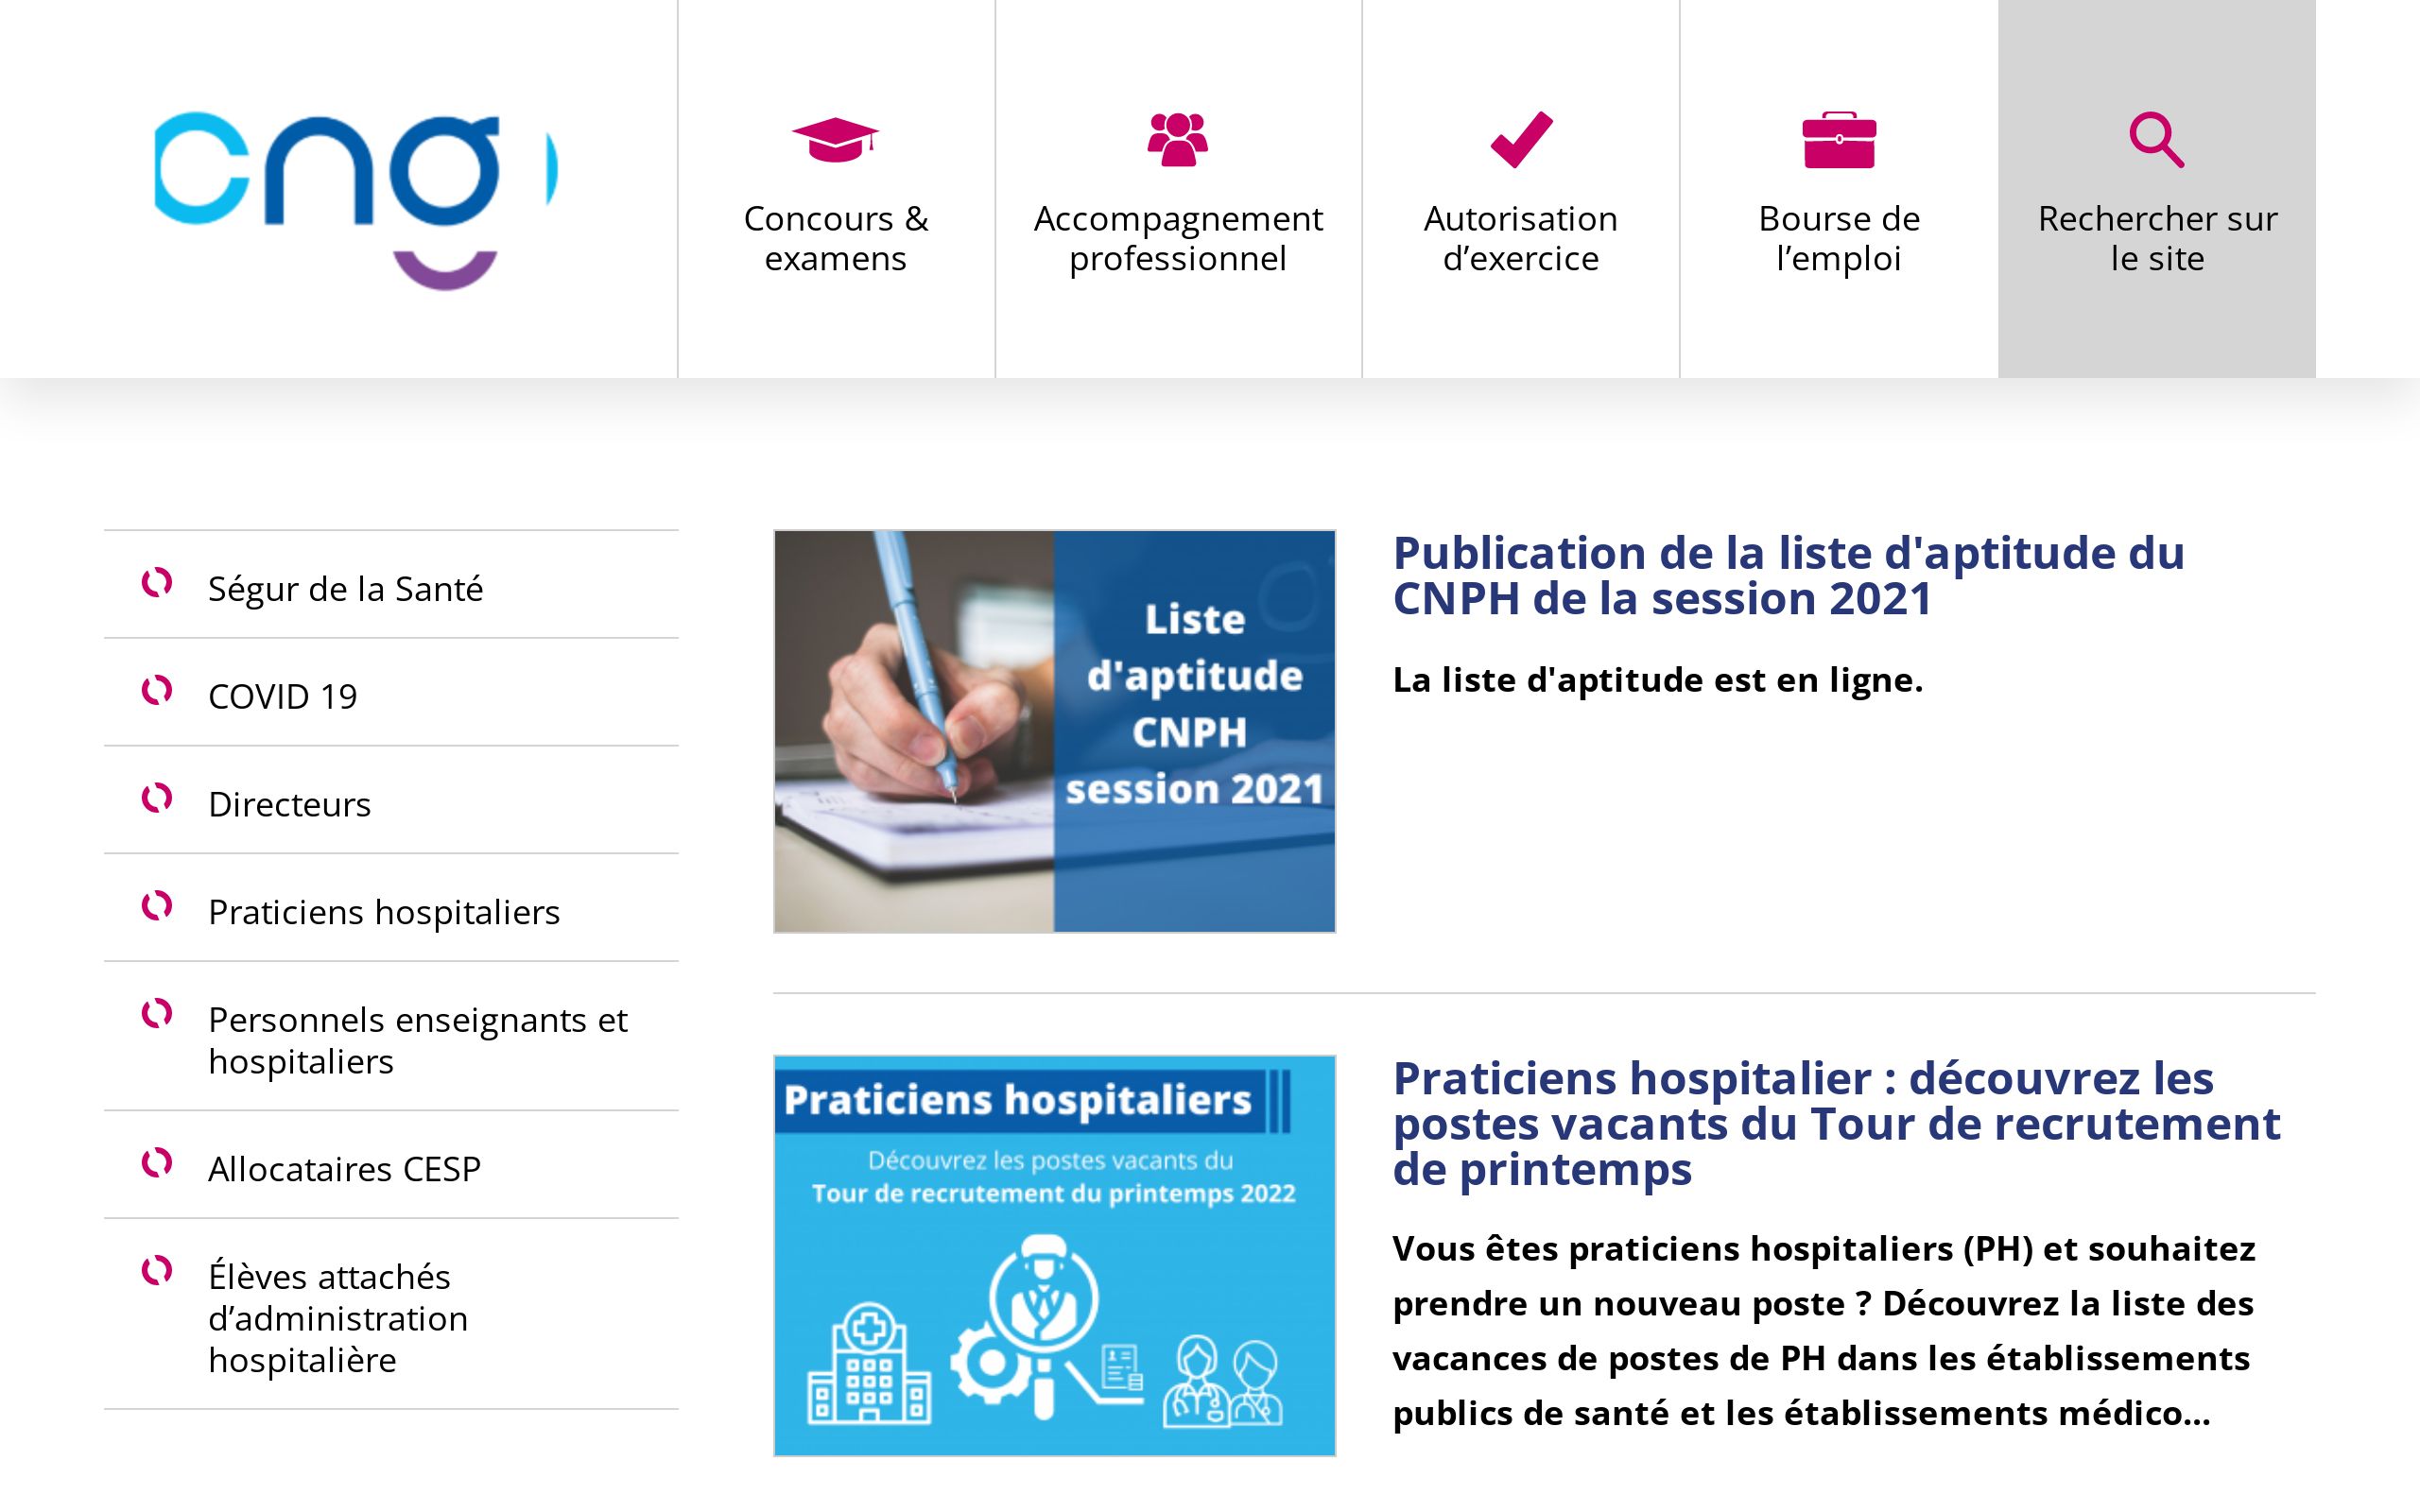 cng
Concours &
examens
Accompagnement
professionnel
Autorisation
d’exercice
Bourse de
l’emploi
Rechercher sur
le site
Ségur de la Santé
COVID 19
Directeurs
Praticiens hospitaliers
Personnels enseignants et
hospitaliers
Allocataires CESP
Élèves attachés
d’administration
hospitalière
Liste
d'aptitude
CNPH
session 2021
Publication de la liste d'aptitude du
CNPH de la session 2021
La liste d'aptitude est en ligne.
Praticiens hospitaliers
Découvrez les postes vacants du
Tour de recrutement du printemps 2022
Praticiens hospitalier : découvrez les
postes vacants du Tour de recrutement
de printemps
Vous êtes praticiens hospitaliers (PH) et souhaitez
prendre un nouveau poste ? Découvrez la liste des
vacances de postes de PH dans les établissements
publics de santé et les établissements médico...